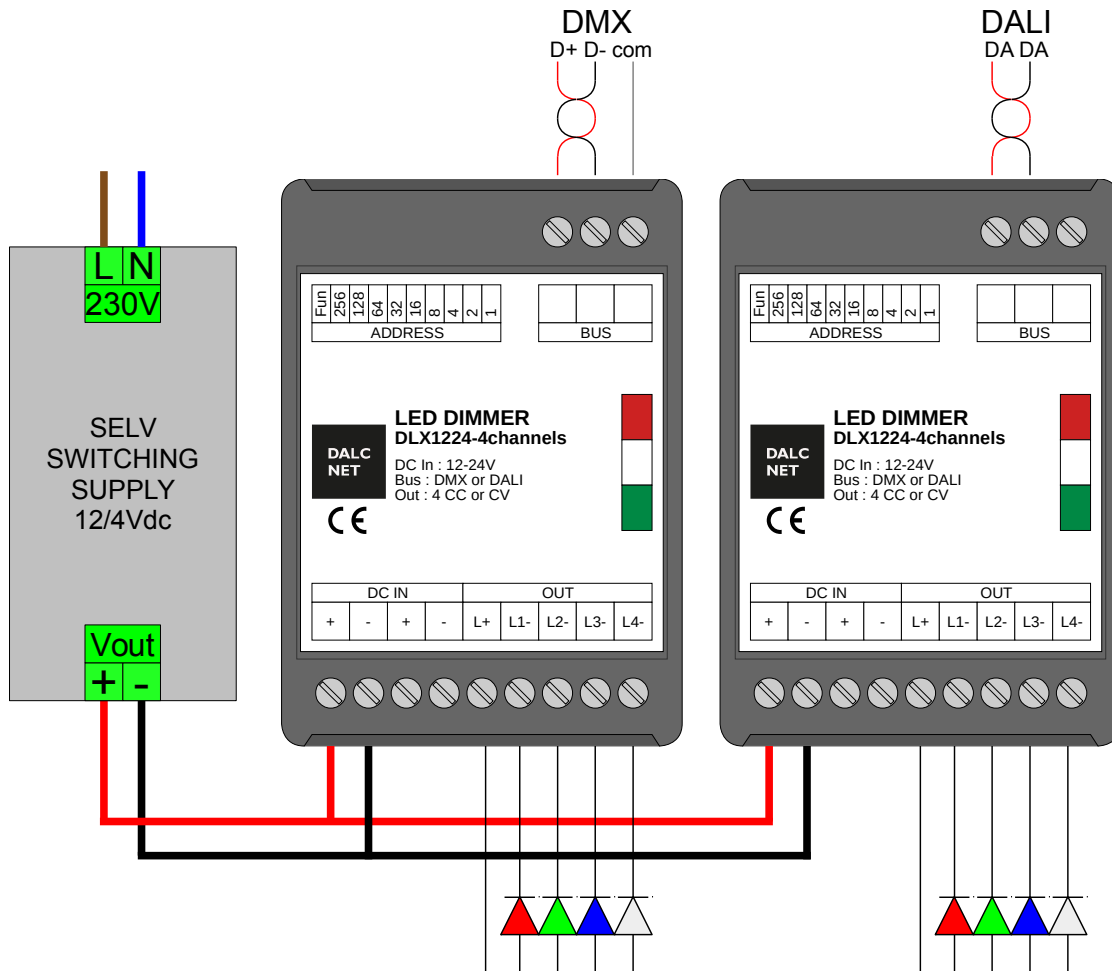 DMX
D+ D- com
DALI
DA DA
L N
230V
SELV
SWITCHING
SUPPLY
12/4Vdc
Vout
+ -
Fun 256 128 64 32 16 8 4 2 1
ADDRESS
BUS
LED DIMMER
DLX1224-4channels
DALC
NET
DC In : 12-24V
Bus : DMX or DALI
Out : 4 CC or CV
CE
DC IN
OUT
+ - + - L+ L1- L2- L3- L4-
Fun 256 128 64 32 16 8 4 2 1
ADDRESS
BUS
LED DIMMER
DLX1224-4channels
DALC
NET
DC In : 12-24V
Bus : DMX or DALI
Out : 4 CC or CV
CE
DC IN
OUT
+ - + - L+ L1- L2- L3- L4-